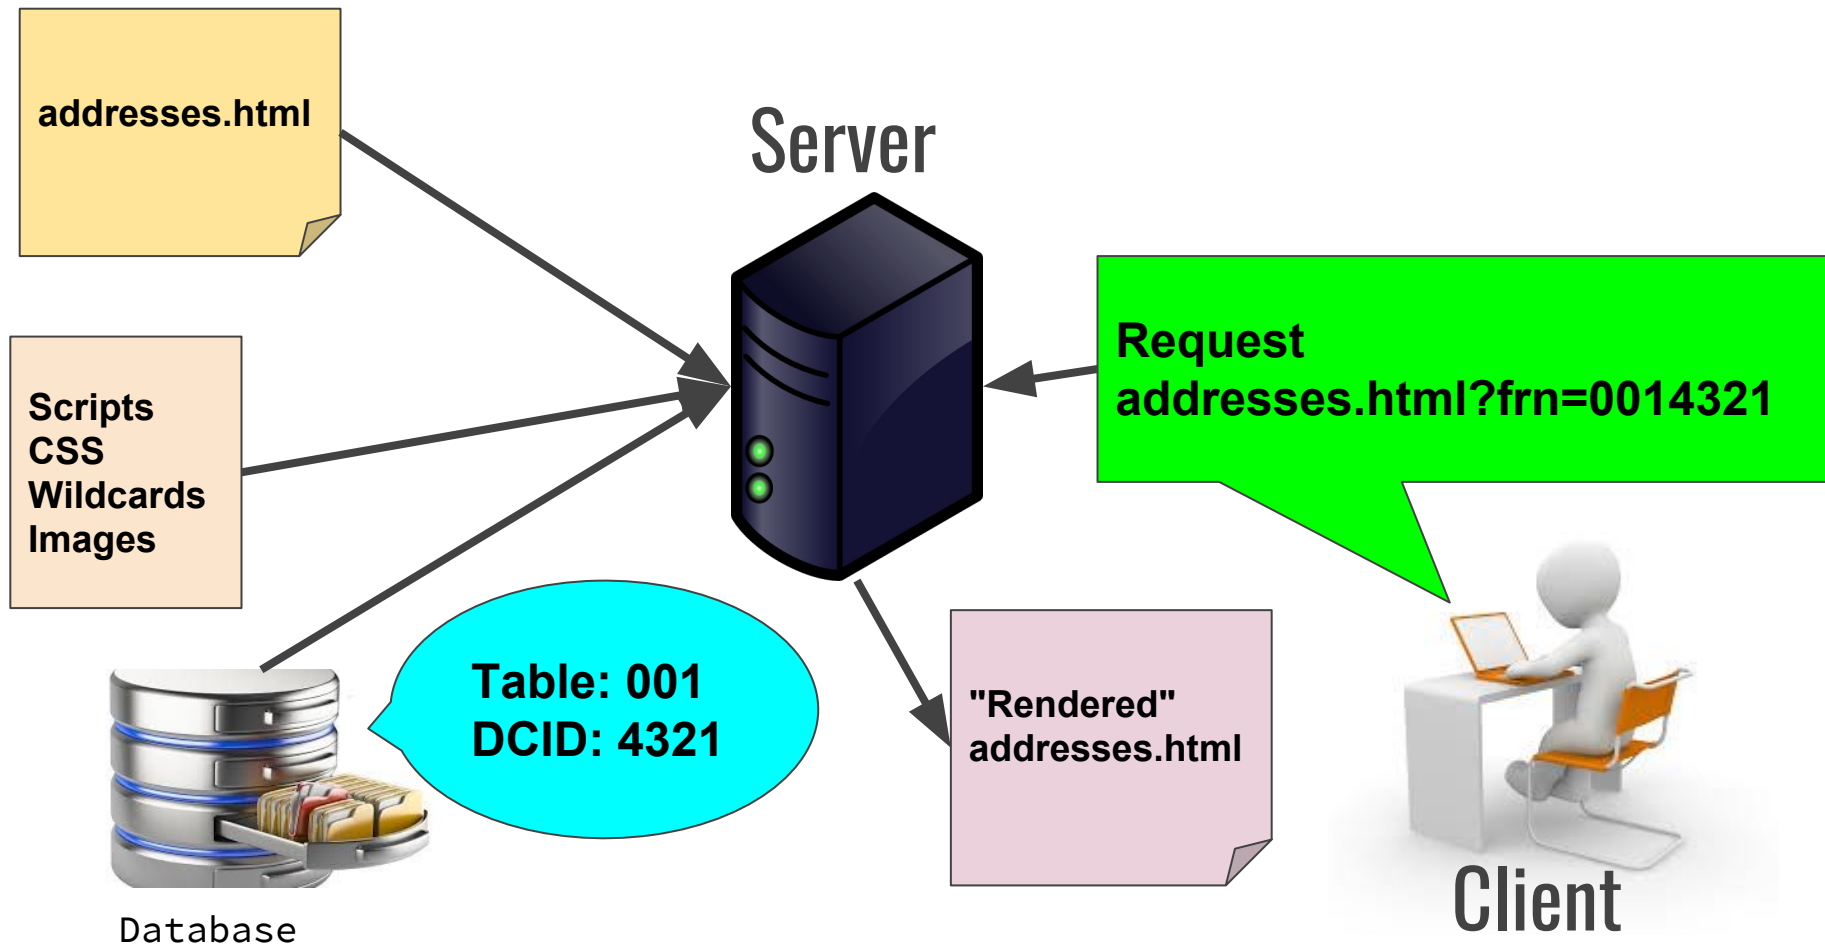 addresses.html
Server
Request
addresses.html?frn=0014321
Scripts
CSS
Wildcards
Images
Table: 001
DCID: 4321
"Rendered"
addresses.html
Client
Database